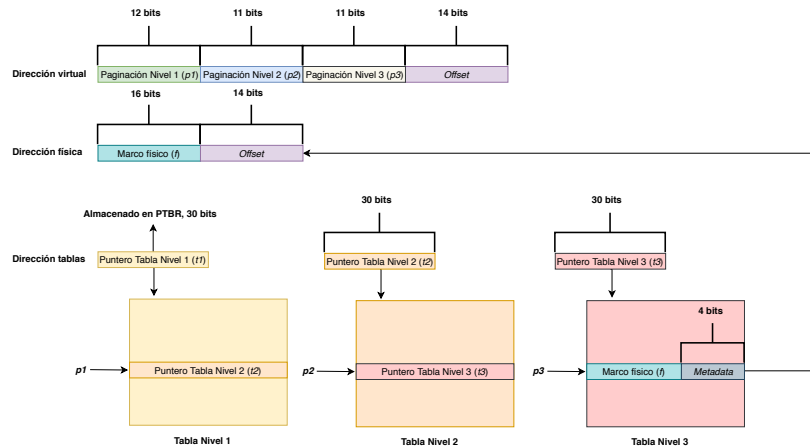 12 bits
11 bits
11 bits
14 bits
Dirección virtual
Paginación Nivel 1 (p1)
Paginación Nivel 2 (p2)
Paginación Nivel 3 (p3)
Offset
16 bits
14 bits
Dirección física
Marco físico (f)
Offset
Almacenado en PTBR, 30 bits
30 bits
30 bits
Dirección tablas
Puntero Tabla Nivel 1 (t1)
Puntero Tabla Nivel 2 (t2)
Puntero Tabla Nivel 3 (t3)
4 bits
p1
Puntero Tabla Nivel 2 (t2)
p2
Puntero Tabla Nivel 3 (t3)
p3
Marco físico (f)
Metadata
Tabla Nivel 1
Tabla Nivel 2
Tabla Nivel 3